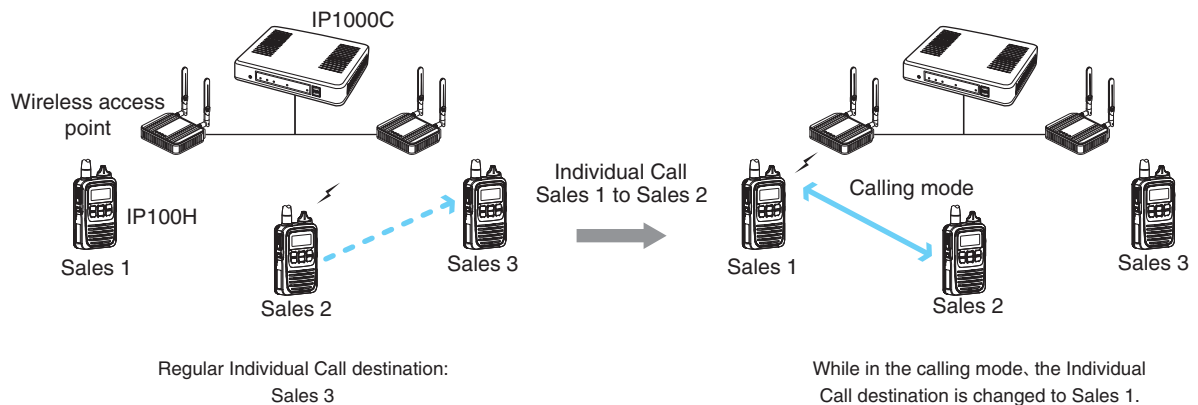 IP1000C
Wireless access
point
IP100H
Sales 1
Sales 2
Sales 3
Regular Individual Call destination:
Sales 3
Individual Call
Sales 1 to Sales 2
Calling mode
Sales 1
Sales 2
Sales 3
While in the calling mode、the Individual
Call destination is changed to Sales 1.